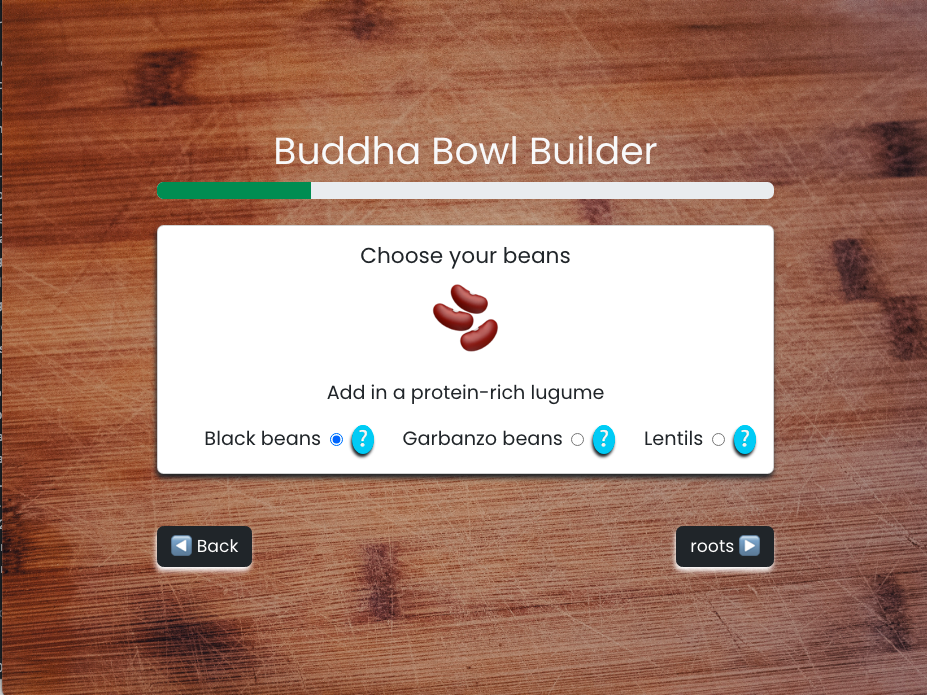 Buddha Bowl Builder
Choose your beans
Add in a protein-rich lugume
Black beans ? Garbanzo beans ? Lentils ?
Back
roots